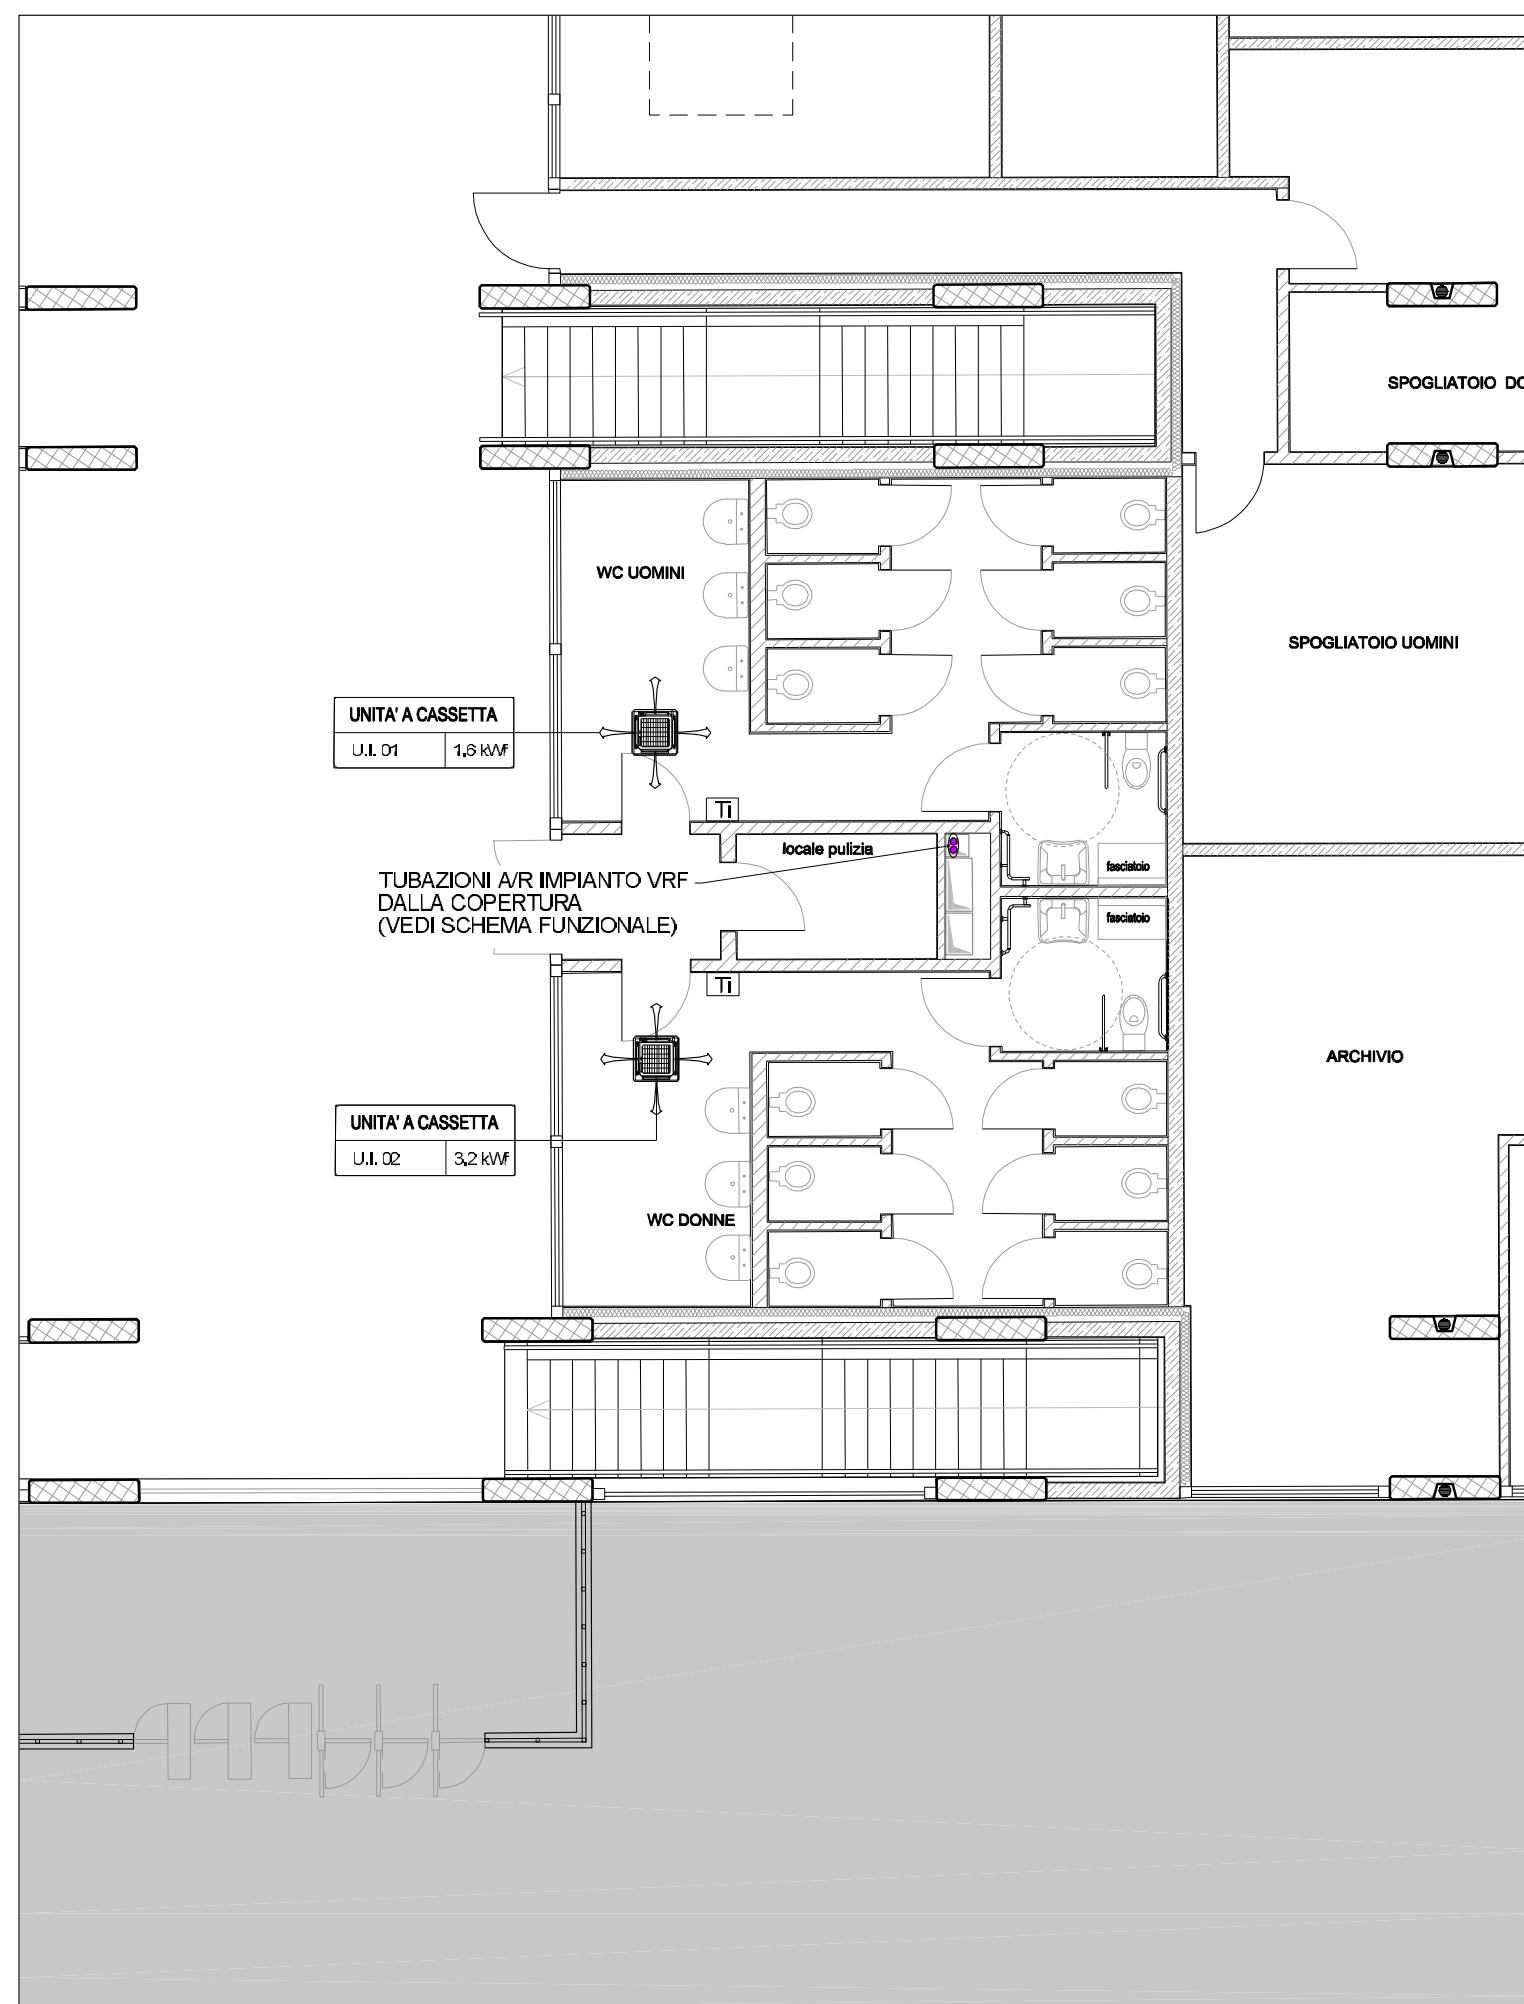 SPOGLIATOIO DO
WC UOMINI
SPOGLIATOIO UOMINI
UNITA' A CASSETTA
U.I. 01 1,6 kWf
Ti
locale pulizia
fasciatoio
TUBAZIONI A/R IMPIANTO VRF
DALLA COPERTURA
(VEDI SCHEMA FUNZIONALE)
fasciatoio
Ti
ARCHIVIO
UNITA' A CASSETTA
U.I. 02 3,2 kWf
WC DONNE